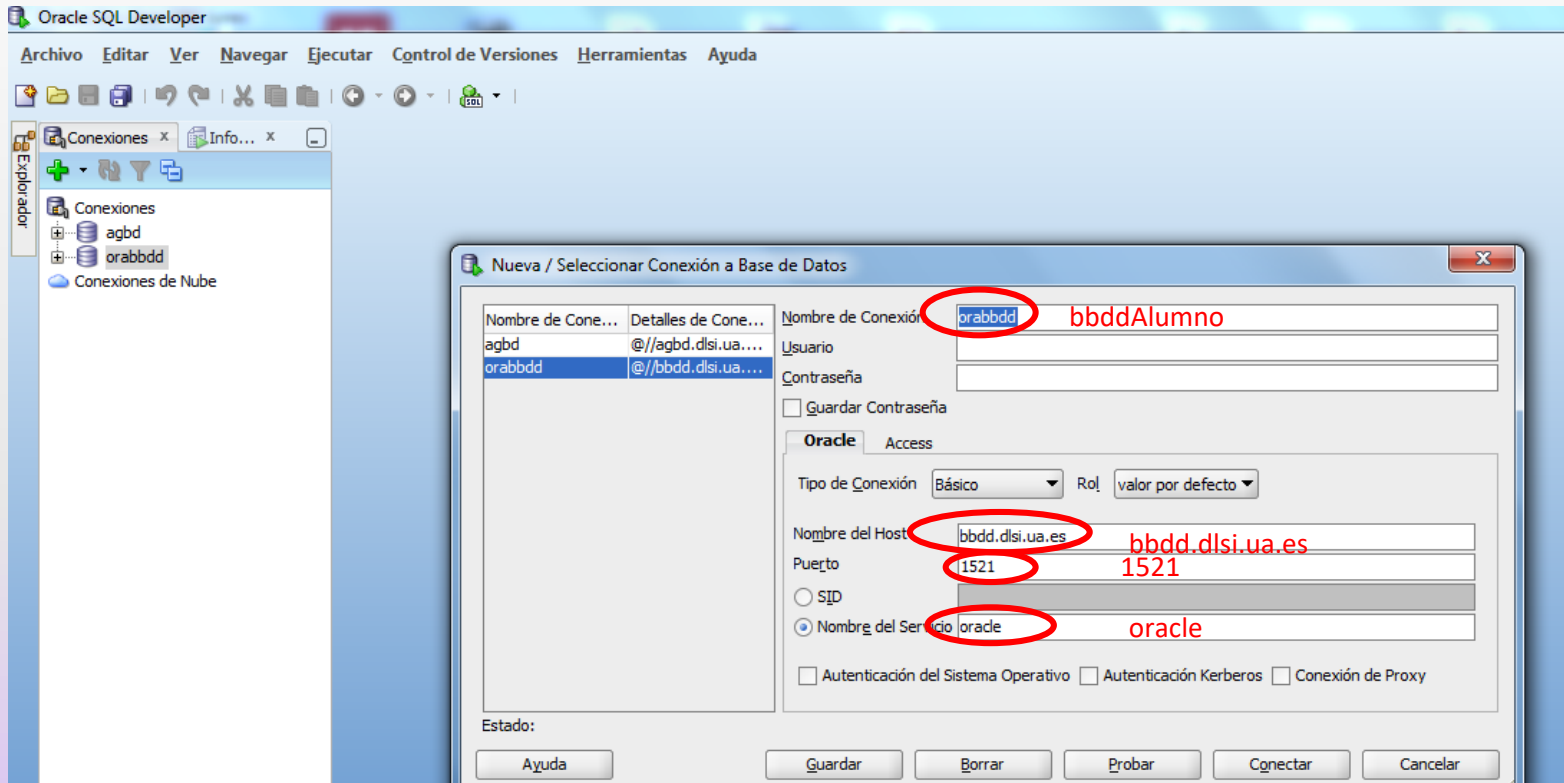 Oracle SQL Developer
Archivo Editar Ver Navegar Ejecutar Control de Versiones Herramientas Ayuda
SQL
Explorador
Conexiones x Info... x
Conexiones
agbd
orabbdd
Conexiones de Nube
Nueva / Seleccionar Conexión a Base de Datos
x
Nombre de Cone... Detalles de Cone...
agbd @//agbd.dlsi.ua....
orabbdd @//bbdd.dlsi.ua....
Nombre de Conexión orabbdd bbddAlumno
Usuario
Contraseña
Guardar Contraseña
Oracle Access
Tipo de Conexión Básico Rol valor por defecto
Nombre del Host bbdd.dlsi.ua.es bbdd.dlsi.ua.es
Puerto 1521 1521
SID
Nombre del Servicio oracle oracle
Autenticación del Sistema Operativo Autenticación Kerberos Conexión de Proxy
Estado:
Ayuda Guardar Borrar Probar Conectar Cancelar